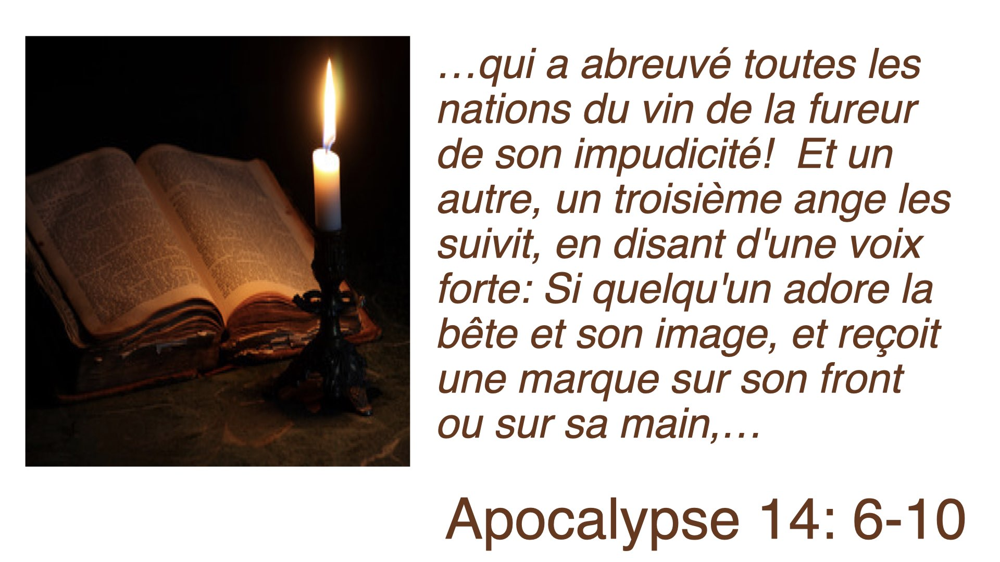 …qui a abreuvé toutes les
nations du vin de la fureur
de son impudicité!  Et un
autre, un troisième ange les
suivit, en disant d'une voix
forte: Si quelqu'un adore la
bête et son image, et reçoit
une marque sur son front
ou sur sa main,…
Apocalypse 14: 6-10